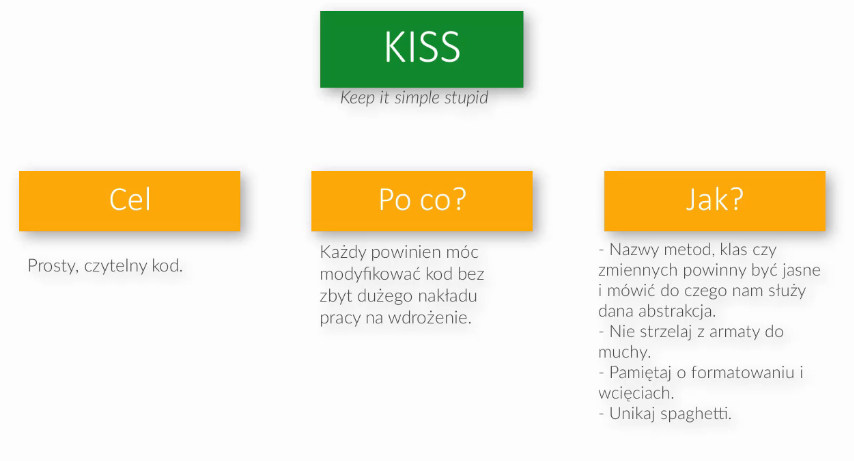 KISS
Keep it simple stupid
Cel
Prosty, czytelny kod.
Po co?
Każdy powinien móc
modyfikować kod bez
zbyt dużego nakładu
pracy na wdrożenie.
Jak?
- Nazwy metod, klas czy
zmiennych powinny być jasne
i mówić do czego nam służy
dana abstrakcja.
- Nie strzelaj z armaty do
muchy.
- Pamiętaj o formatowaniu i
wcięciach.
- Unikaj spaghetti.